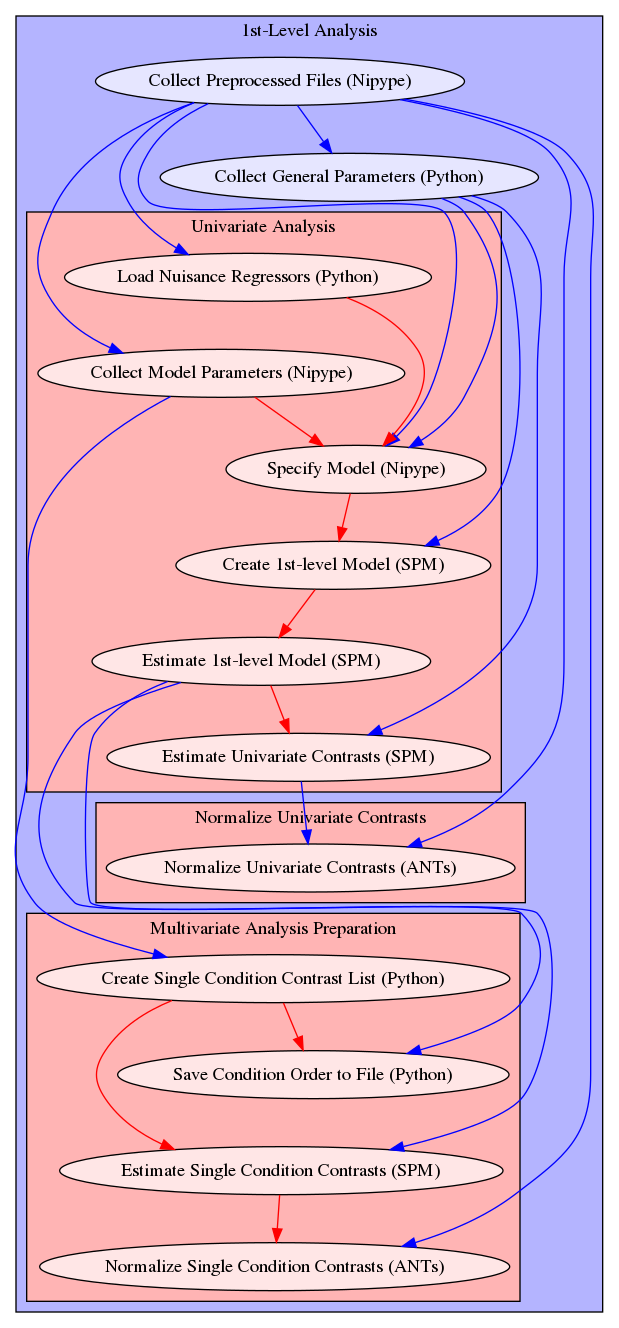 1st-Level Analysis
Collect Preprocessed Files (Nipype)
Collect General Parameters (Python)
Univariate Analysis
Load Nuisance Regressors (Python)
Collect Model Parameters (Nipype)
Specify Model (Nipype)
Create 1st-level Model (SPM)
Estimate 1st-level Model (SPM)
Estimate Univariate Contrasts (SPM)
Normalize Univariate Contrasts
Normalize Univariate Contrasts (ANTs)
Multivariate Analysis Preparation
Create Single Condition Contrast List (Python)
Save Condition Order to File (Python)
Estimate Single Condition Contrasts (SPM)
Normalize Single Condition Contrasts (ANTs)